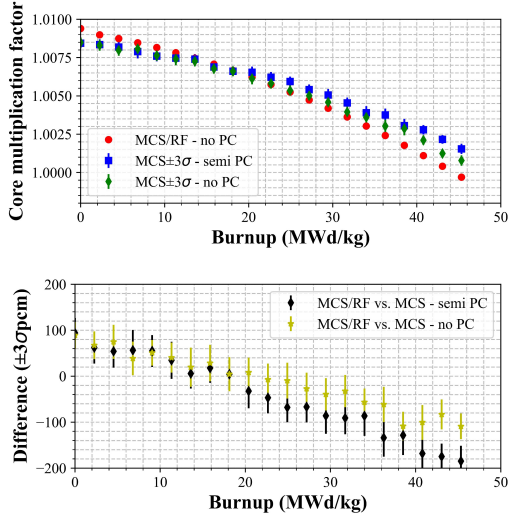 Core multiplication factor
1.0100
1.0075
1.0050
1.0025
1.0000
MCS/RF - no PC
MCS±3σ - semi PC
MCS±3σ - no PC
0 10 20 30 40 50
Burnup (MWd/kg)
Difference (±3σpcm)
200
100
0
−100
−200
MCS/RF vs. MCS - semi PC
MCS/RF vs. MCS - no PC
0 10 20 30 40 50
Burnup (MWd/kg)